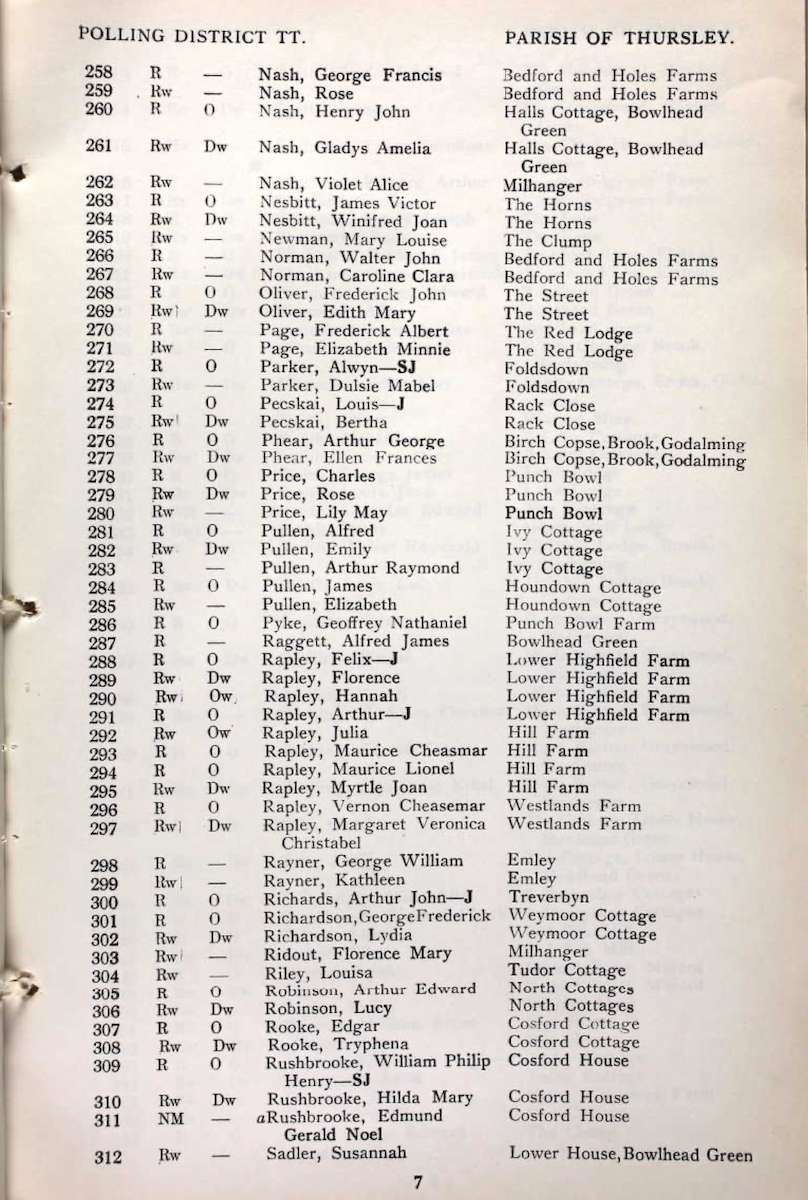 POLLING DISTRICT TT. PARISH OF THURSLEY.
258 R — Nash, George Francis Bedford and Holes Farms
259 Rw — Nash, Rose Bedford and Holes Farms
260 R O Nash, Henry John Halls Cottage, Bowlhead
Green
261 Rw Dw Nash, Gladys Amelia Halls Cottage, Bowlhead
Green
262 Rw — Nash, Violet Alice Milhanger
263 R O Nesbitt, James Victor The Horns
264 Rw Dw Nesbitt, Winifred Joan The Horns
265 Rw — Newman, Mary Louise The Clump
266 R — Norman, Walter John Bedford and Holes Farms
267 Rw — Norman, Caroline Clara Bedford and Holes Farms
268 R O Oliver, Frederick John The Street
269 Rw Dw Oliver, Edith Mary The Street
270 R — Page, Frederick Albert The Red Lodge
271 Rw — Page, Elizabeth Minnie The Red Lodge
272 R O Parker, Alwyn—SJ Foldsdown
273 Rw — Parker, Dulsie Mabel Foldsdown
274 R O Pecskai, Louis—J Rack Close
275 Rw Dw Pecskai, Bertha Rack Close
276 R O Phear, Arthur George Birch Copse,Brook,Godalming
277 Rw Dw Phear, Ellen Frances Birch Copse,Brook,Godalming
278 R O Price, Charles Punch Bowl
279 Rw Dw Price, Rose Punch Bowl
280 Rw — Price, Lily May Punch Bowl
281 R O Pullen, Alfred Ivy Cottage
282 Rw Dw Pullen, Emily Ivy Cottage
283 R — Pullen, Arthur Raymond Ivy Cottage
284 R O Pullen, James Houndown Cottage
285 Rw — Pullen, Elizabeth Houndown Cottage
286 R O Pyke, Geoffrey Nathaniel Punch Bowl Farm
287 R — Raggett, Alfred James Bowlhead Green
288 R O Rapley, Felix—J Lower Highfield Farm
289 Rw Dw Rapley, Florence Lower Highfield Farm
290 Rw Ow Rapley, Hannah Lower Highfield Farm
291 R O Rapley, Arthur—J Lower Highfield Farm
292 Rw Ow Rapley, Julia Hill Farm
293 R O Rapley, Maurice Cheasmar Hill Farm
294 R O Rapley, Maurice Lionel Hill Farm
295 Rw Dw Rapley, Myrtle Joan Hill Farm
296 R O Rapley, Vernon Cheasemar Westlands Farm
297 Rw Dw Rapley, Margaret Veronica Westlands Farm
Christabel
298 R — Rayner, George William Emley
299 Rw — Rayner, Kathleen Emley
300 R O Richards, Arthur John—J Treverbyn
301 R O Richardson,GeorgeFrederick Weymoor Cottage
302 Rw Dw Richardson, Lydia Weymoor Cottage
303 Rw — Ridout, Florence Mary Milhanger
304 Rw — Riley, Louisa Tudor Cottage
305 R O Robinson, Arthur Edward North Cottages
306 Rw Dw Robinson, Lucy North Cottages
307 R O Rooke, Edgar Cosford Cottage
308 Rw Dw Rooke, Tryphena Cosford Cottage
309 R O Rushbrooke, William Philip Cosford House
Henry—SJ
310 Rw Dw Rushbrooke, Hilda Mary Cosford House
311 NM — aRushbrooke, Edmund Cosford House
Gerald Noel
312 Rw — Sadler, Susannah Lower House,Bowlhead Green
7